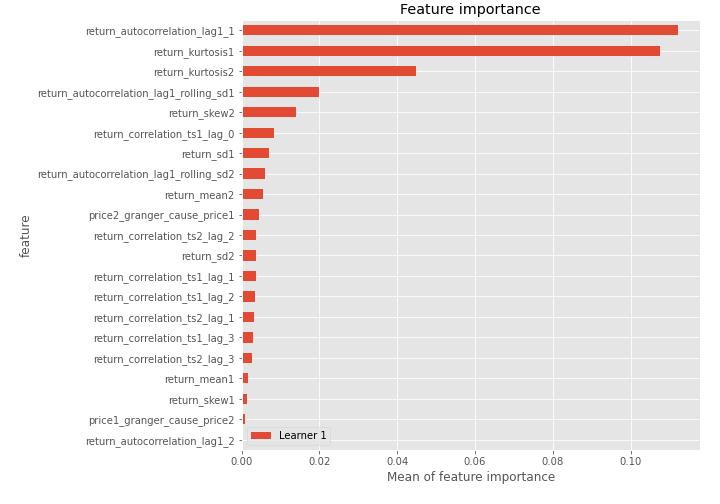 Feature importance
return_autocorrelation_lag1_1
return_kurtosis1
return_kurtosis2
return_autocorrelation_lag1_rolling_sd1
return_skew2
return_correlation_ts1_lag_0
return_sd1
return_autocorrelation_lag1_rolling_sd2
return_mean2
price2_granger_cause_price1
return_correlation_ts2_lag_2
return_sd2
return_correlation_ts1_lag_1
return_correlation_ts1_lag_2
return_correlation_ts2_lag_1
return_correlation_ts1_lag_3
return_correlation_ts2_lag_3
return_mean1
return_skew1
price1_granger_cause_price2
return_autocorrelation_lag1_2
feature
Learner 1
0.00 0.02 0.04 0.06 0.08 0.10
Mean of feature importance